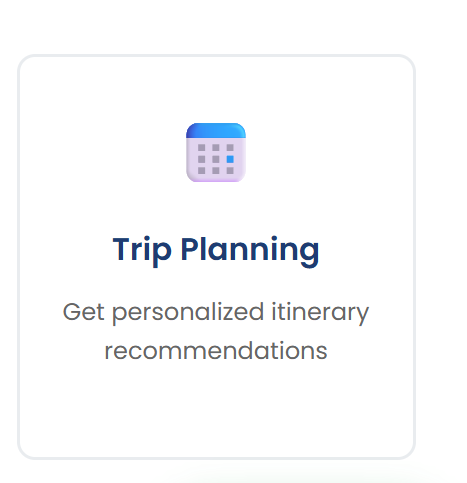 Trip Planning
Get personalized itinerary
recommendations